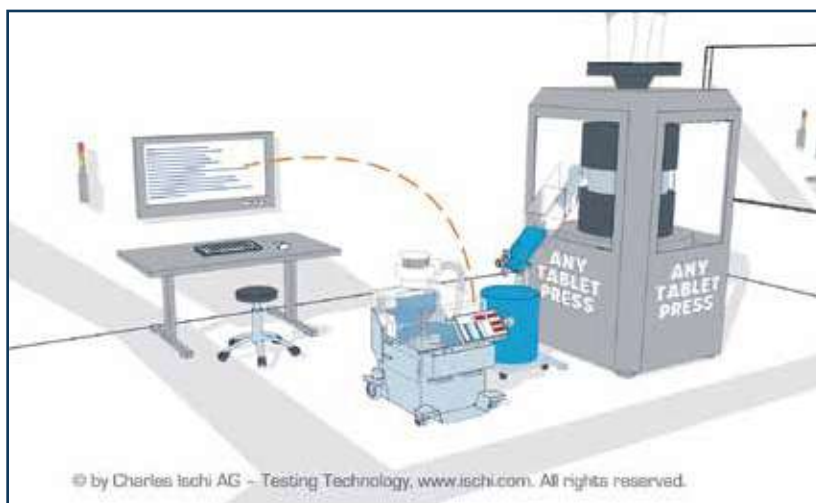 ANY
TABLET
PRESS
ANY
TABLET
PRESS
© by Charles Ischi AG – Testing Technology, www.ischi.com. All rights reserved.